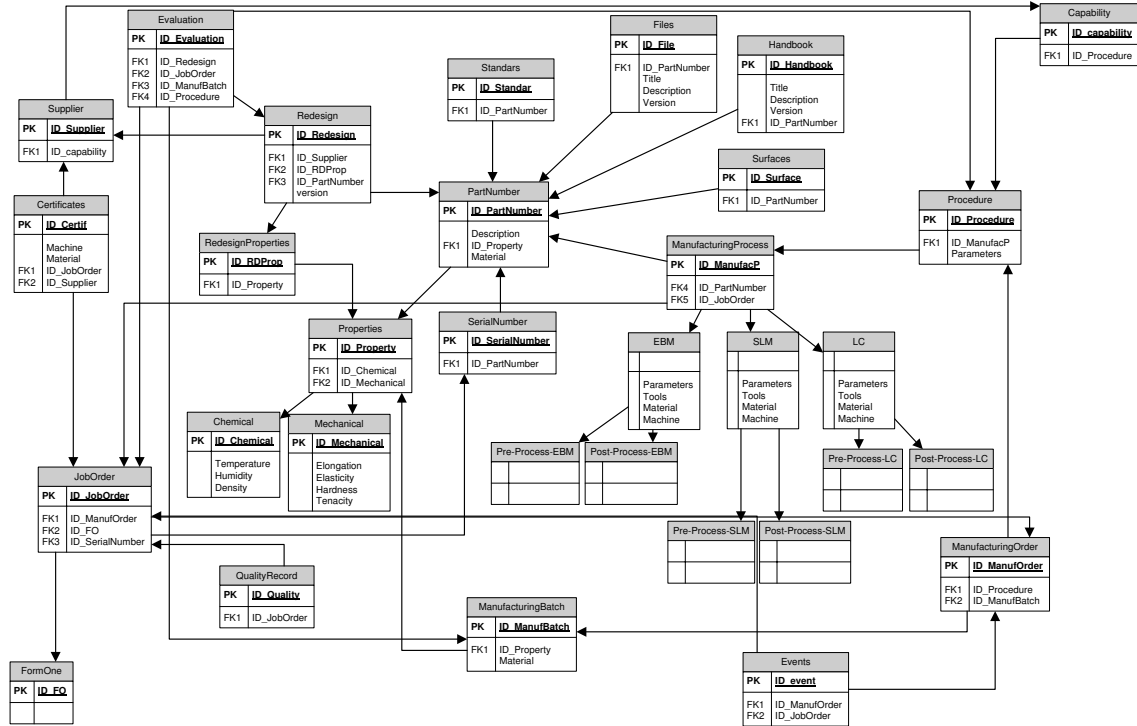 Evaluation
PK ID_Evaluation
FK1 ID_Redesign
FK2 ID_JobOrder
FK3 ID_ManufBatch
FK4 ID_Procedure
Capability
PK ID_capability
FK1 ID_Procedure
Files
PK ID_File
FK1 ID_PartNumber
Title
Description
Version
Handbook
PK ID_Handbook
Title
Description
Version
FK1 ID_PartNumber
Standars
PK ID_Standar
FK1 ID_PartNumber
Supplier
PK ID_Supplier
FK1 ID_capability
Redesign
PK ID_Redesign
FK1 ID_Supplier
FK2 ID_RDProp
FK3 ID_PartNumber
version
Surfaces
PK ID_Surface
FK1 ID_PartNumber
Certificates
PK ID_Certif
Machine
Material
FK1 ID_JobOrder
FK2 ID_Supplier
PartNumber
PK ID_PartNumber
Description
FK1 ID_Property
Material
Procedure
PK ID_Procedure
FK1 ID_ManufacP
Parameters
RedesignProperties
PK ID_RDProp
FK1 ID_Property
ManufacturingProcess
PK ID_ManufacP
FK4 ID_PartNumber
FK5 ID_JobOrder
Properties
PK ID_Property
FK1 ID_Chemical
FK2 ID_Mechanical
SerialNumber
PK ID_SerialNumber
FK1 ID_PartNumber
EBM
Parameters
Tools
Material
Machine
SLM
Parameters
Tools
Material
Machine
LC
Parameters
Tools
Material
Machine
Chemical
PK ID_Chemical
Temperature
Humidity
Density
Mechanical
PK ID_Mechanical
Elongation
Elasticity
Hardness
Tenacity
Pre-Process-EBM
Post-Process-EBM
Pre-Process-LC
Post-Process-LC
JobOrder
PK ID_JobOrder
FK1 ID_ManufOrder
FK2 ID_FO
FK3 ID_SerialNumber
Pre-Process-SLM
Post-Process-SLM
ManufacturingOrder
PK ID_ManufOrder
FK1 ID_Procedure
FK2 ID_ManufBatch
QualityRecord
PK ID_Quality
FK1 ID_JobOrder
ManufacturingBatch
PK ID_ManufBatch
FK1 ID_Property
Material
FormOne
PK ID_FO
Events
PK ID_event
FK1 ID_ManufOrder
FK2 ID_JobOrder